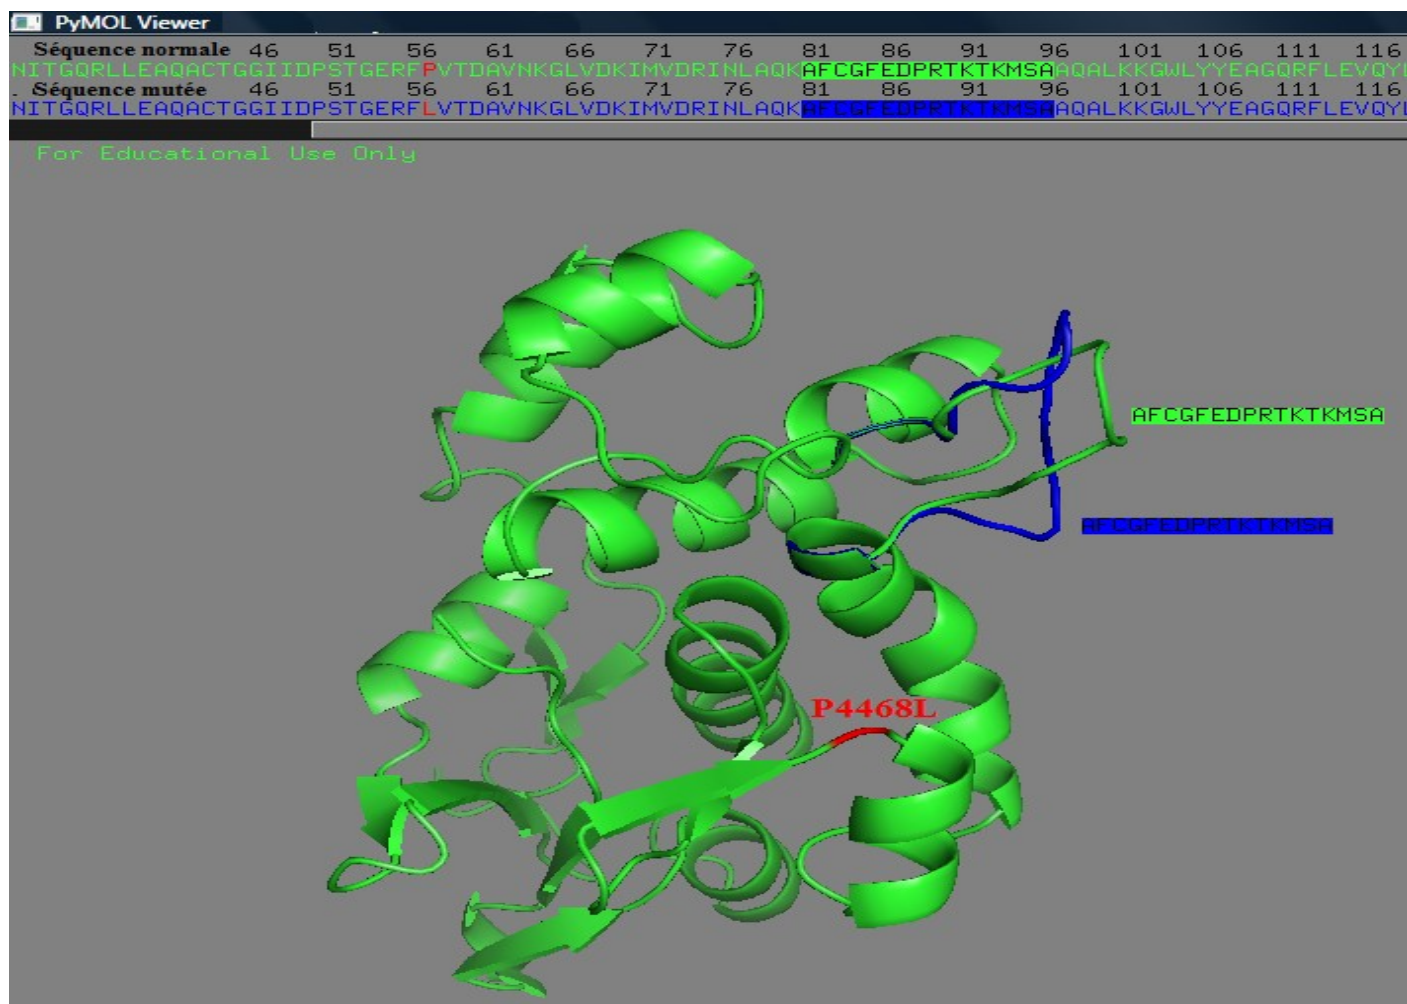 PyMOL Viewer
Séquence normale 46 51 56 61 66 71 76 81 86 91 96 101 106 111 116
NITGQRLLEAQACTGGIIDPSTGERFPVTDAVNKGLVDKIMVDRINLAQKAFCGFEDPRTKTKMSAAQALKKGWLYYEAGQRFLEVQYL
. Séquence mutée 46 51 56 61 66 71 76 81 86 91 96 101 106 111 116
NITGQRLLEAQACTGGIIDPSTGERFLVTDAVNKGLVDKIMVDRINLAQKAFCGFEDPRTKTKMSAAQALKKGWLYYEAGQRFLEVQYL
For Educational Use Only
AFCGFEDPRTKTKMSA
AFCGFEDPRTKTKMSA
P4468L